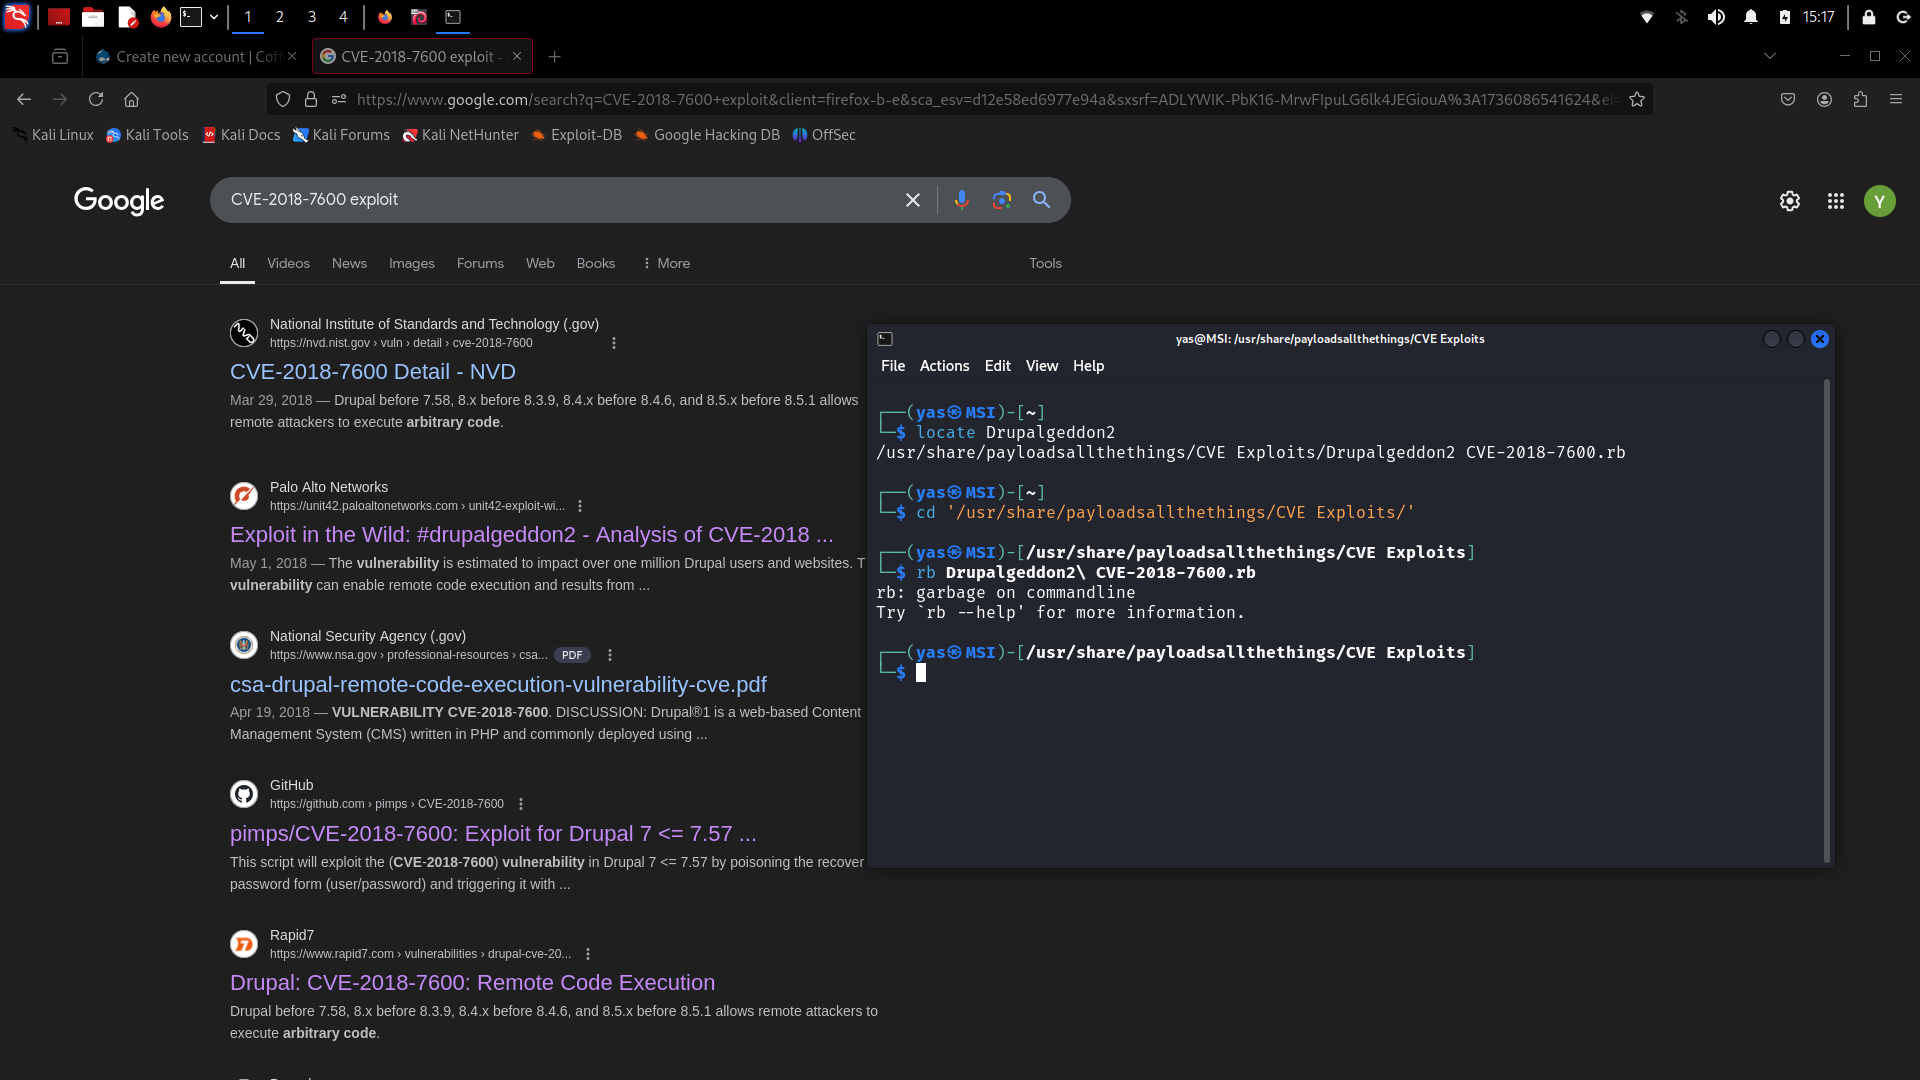 1 2 3 4
15:17
Create new account | Cof
CVE-2018-7600 exploit -
https://www.google.com/search?q=CVE-2018-7600+exploit&client=firefox-b-e&sca_esv=d12e58ed6977e94a&sxsrf=ADLYWIK-PbK16-MrwFIpuLG6lk4JEGiouA%3A1736086541624&ei=
Kali Linux Kali Tools Kali Docs Kali Forums Kali NetHunter Exploit-DB Google Hacking DB OffSec
Google
CVE-2018-7600 exploit
Y
All Videos News Images Forums Web Books More Tools
National Institute of Standards and Technology (.gov)
https://nvd.nist.gov › vuln › detail › cve-2018-7600
CVE-2018-7600 Detail - NVD
Mar 29, 2018 — Drupal before 7.58, 8.x before 8.3.9, 8.4.x before 8.4.6, and 8.5.x before 8.5.1 allows
remote attackers to execute arbitrary code.
Palo Alto Networks
https://unit42.paloaltonetworks.com › unit42-exploit-wi...
Exploit in the Wild: #drupalgeddon2 - Analysis of CVE-2018 ...
May 1, 2018 — The vulnerability is estimated to impact over one million Drupal users and websites. T
vulnerability can enable remote code execution and results from ...
National Security Agency (.gov)
https://www.nsa.gov › professional-resources › csa... PDF
csa-drupal-remote-code-execution-vulnerability-cve.pdf
Apr 19, 2018 — VULNERABILITY CVE-2018-7600. DISCUSSION: Drupal®1 is a web-based Content
Management System (CMS) written in PHP and commonly deployed using ...
GitHub
https://github.com › pimps › CVE-2018-7600
pimps/CVE-2018-7600: Exploit for Drupal 7 <= 7.57 ...
This script will exploit the (CVE-2018-7600) vulnerability in Drupal 7 <= 7.57 by poisoning the recover
password form (user/password) and triggering it with ...
Rapid7
https://www.rapid7.com › vulnerabilities › drupal-cve-20...
Drupal: CVE-2018-7600: Remote Code Execution
Drupal before 7.58, 8.x before 8.3.9, 8.4.x before 8.4.6, and 8.5.x before 8.5.1 allows remote attackers to
execute arbitrary code.
yas@MSI: /usr/share/payloadsallthethings/CVE Exploits
File Actions Edit View Help
┌──(yas㉿MSI)-[~]
└─$ locate Drupalgeddon2
/usr/share/payloadsallthethings/CVE Exploits/Drupalgeddon2 CVE-2018-7600.rb
┌──(yas㉿MSI)-[~]
└─$ cd '/usr/share/payloadsallthethings/CVE Exploits/'
┌──(yas㉿MSI)-[/usr/share/payloadsallthethings/CVE Exploits]
└─$ rb Drupalgeddon2\ CVE-2018-7600.rb
rb: garbage on commandline
Try `rb --help' for more information.
┌──(yas㉿MSI)-[/usr/share/payloadsallthethings/CVE Exploits]
└─$